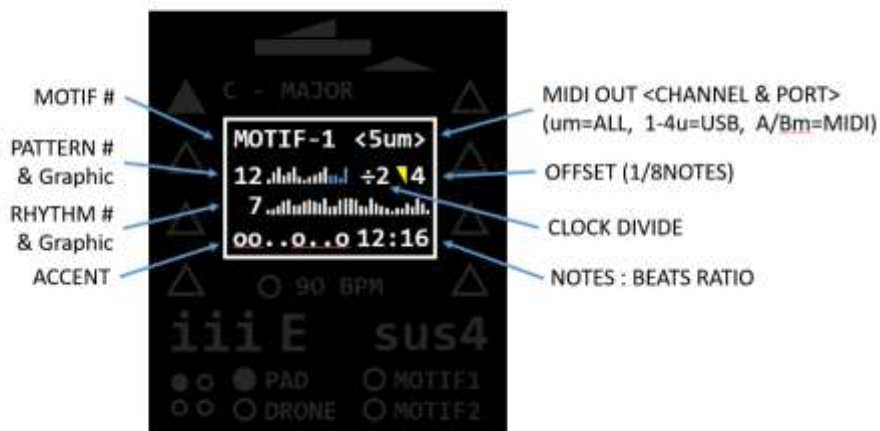 C - MAJOR
MOTIF #
MOTIF-1 <5um>
MIDI OUT <CHANNEL & PORT>
(um=ALL, 1-4u=USB, A/Bm=MIDI)
PATTERN #
& Graphic
12 ÷2 4
OFFSET (1/8NOTES)
RHYTHM #
& Graphic
7
CLOCK DIVIDE
ACCENT
oo..o..o 12:16
NOTES : BEATS RATIO
90 BPM
iii E sus4
PAD MOTIF1
DRONE MOTIF2